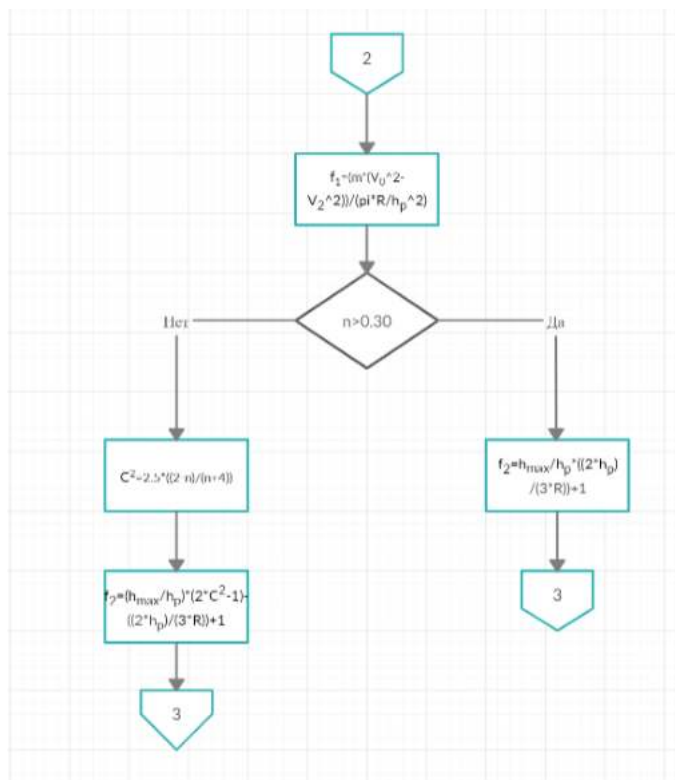 2
f₁=(m*(V₀^2-
V₂^2))/(pi*R/hₚ^2)
n>0.30
Нет
Да
C²=2.5*((2-n)/(n+4))
f₂=hmax/hₚ*((2*hₚ)
/(3*R))+1
f₂=(hmax/hₚ)*(2*C²-1)-
((2*hₚ)/(3*R))+1
3
3